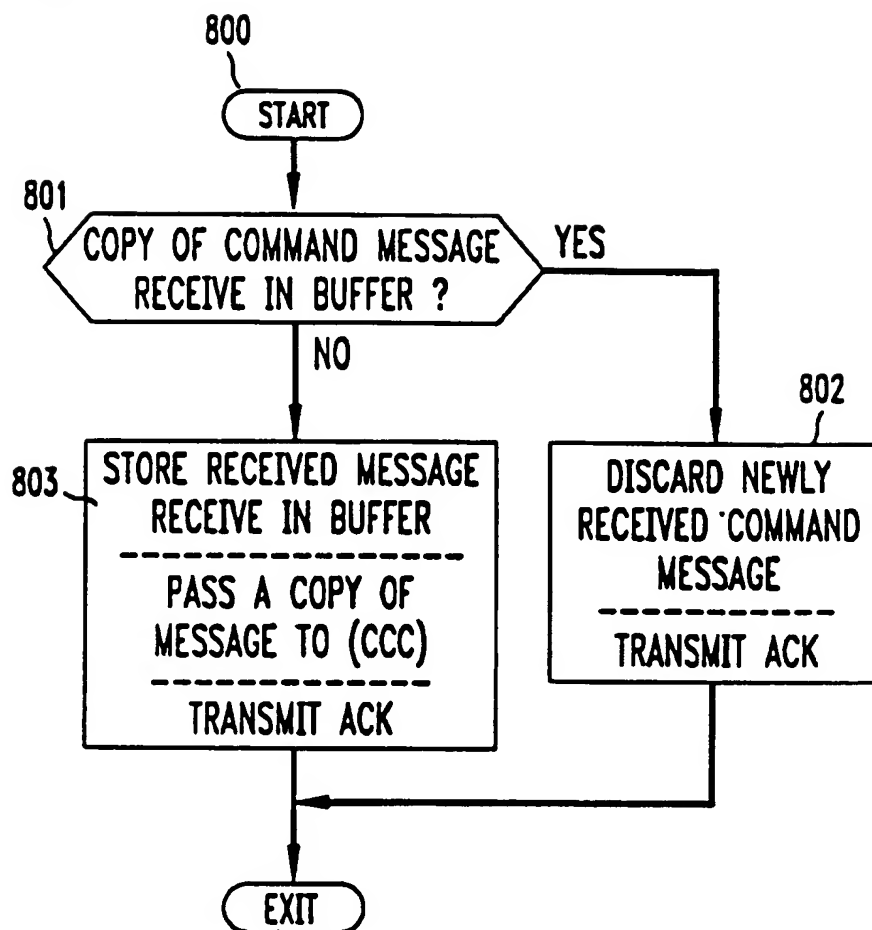 800
START
801
COPY OF COMMAND MESSAGE
RECEIVE IN BUFFER ?
YES
NO
802
803
STORE RECEIVED MESSAGE
RECEIVE IN BUFFER
PASS A COPY OF
MESSAGE TO (CCC)
TRANSMIT ACK
DISCARD NEWLY
RECEIVED COMMAND
MESSAGE
TRANSMIT ACK
EXIT